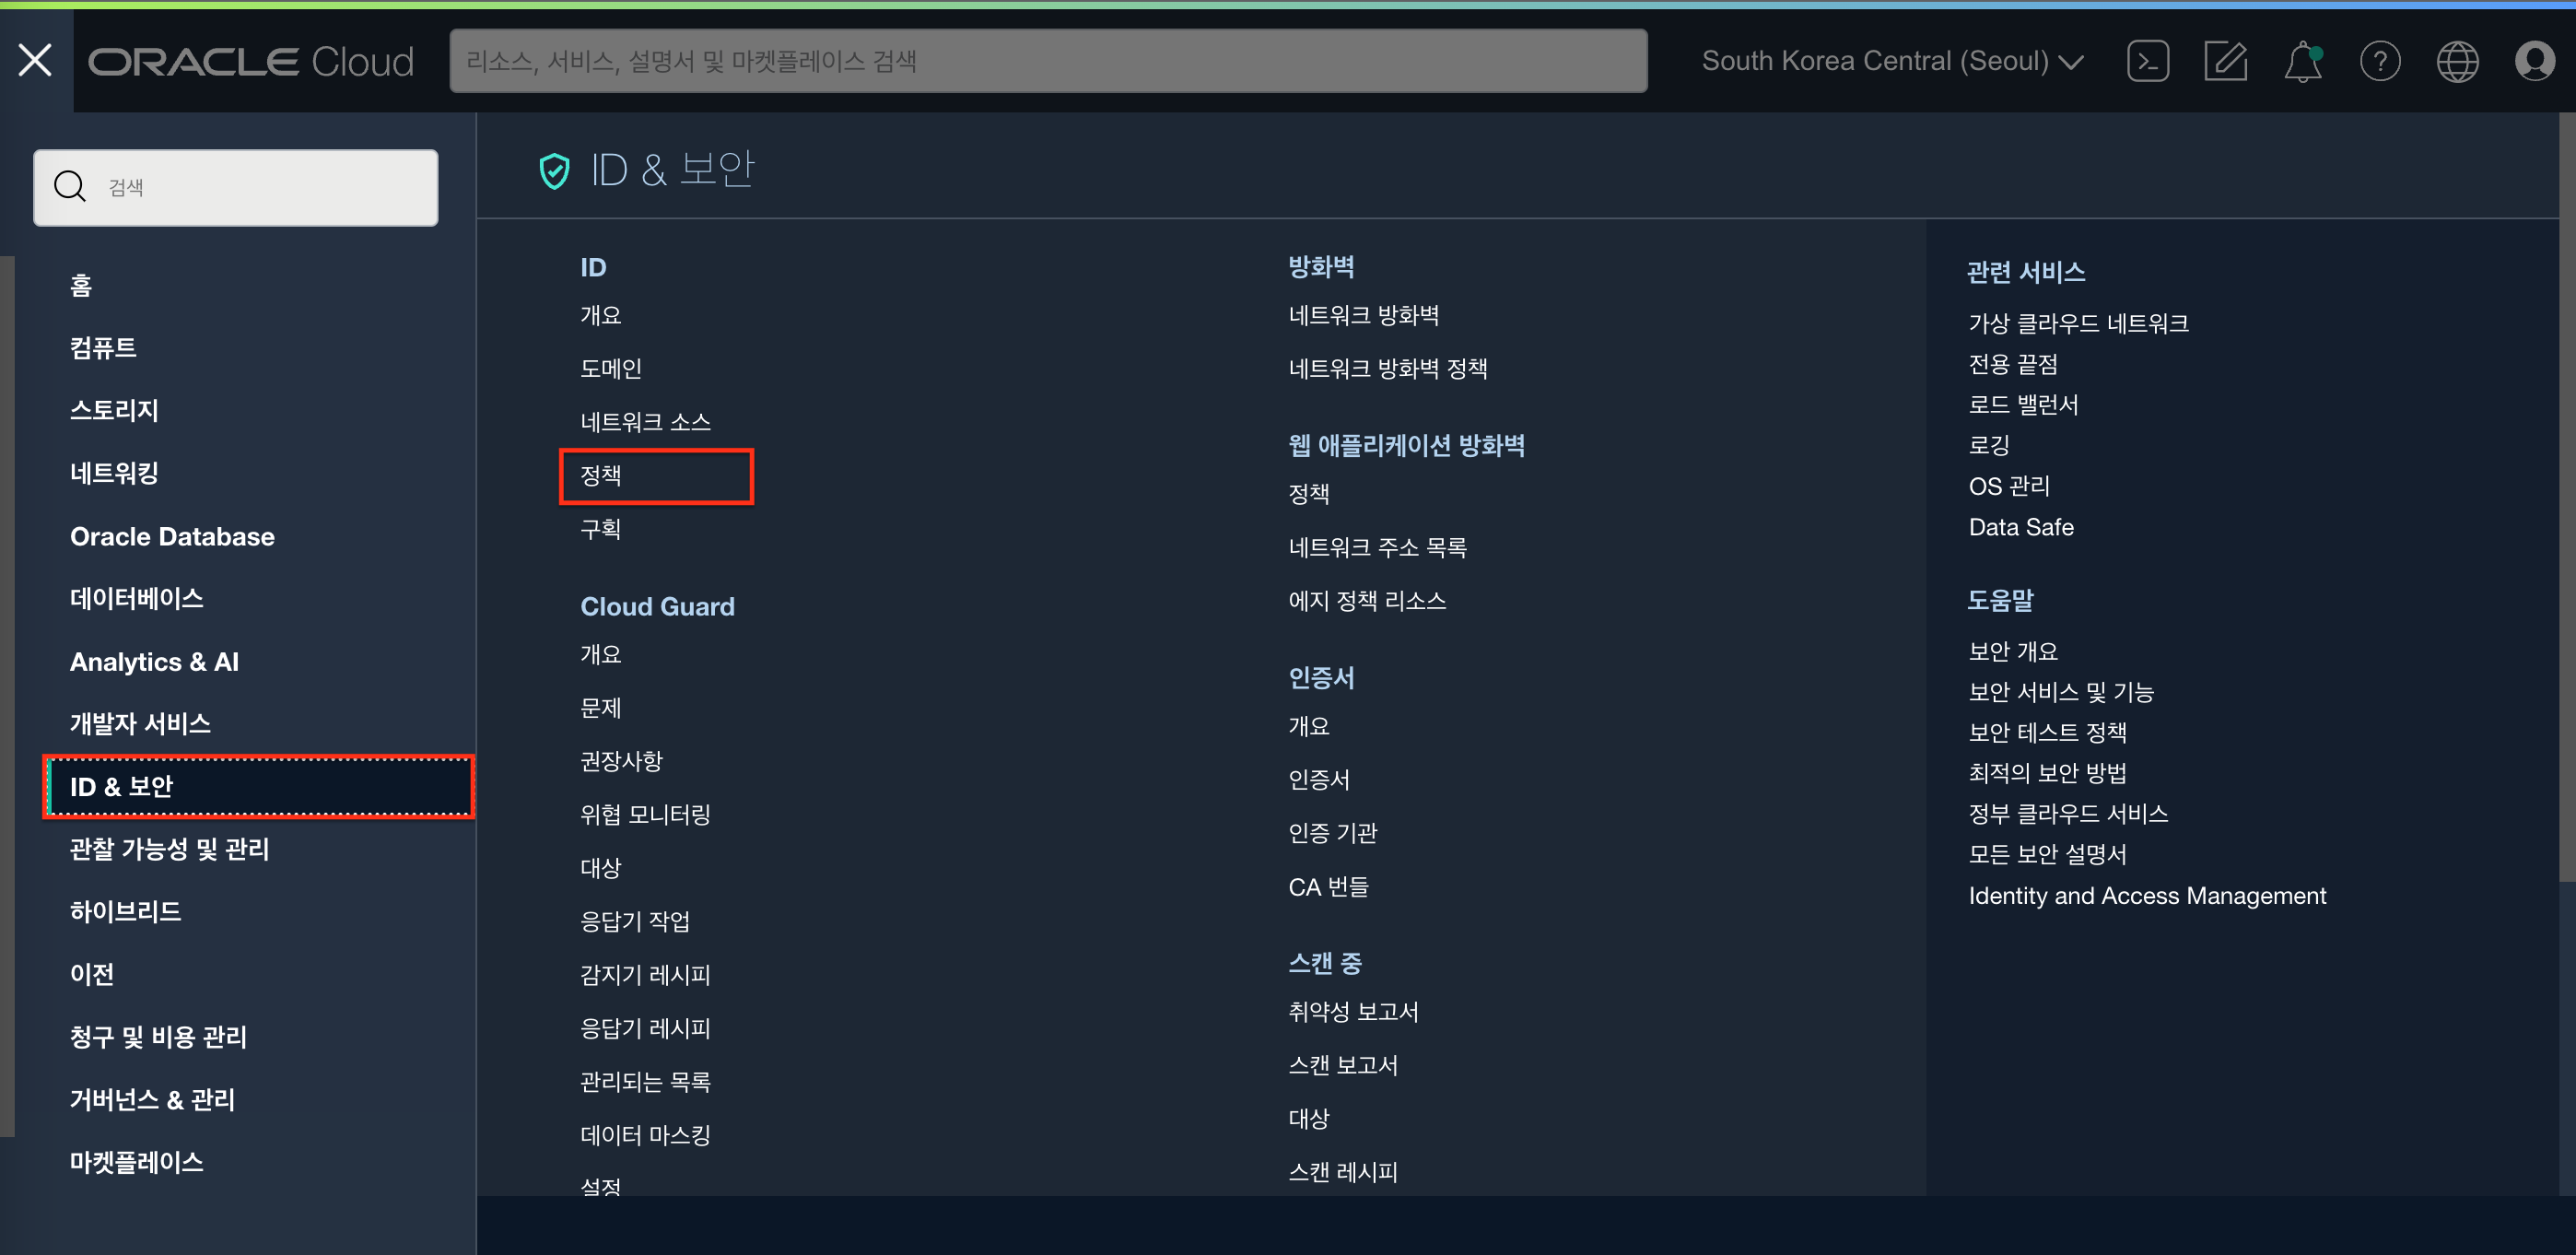 ORACLE Cloud
리소스, 서비스, 설명서 및 마켓플레이스 검색
South Korea Central (Seoul)
검색
홈
컴퓨트
스토리지
네트워킹
Oracle Database
데이터베이스
Analytics & AI
개발자 서비스
ID & 보안
관찰 가능성 및 관리
하이브리드
이전
청구 및 비용 관리
거버넌스 & 관리
마켓플레이스
ID & 보안
ID
개요
도메인
네트워크 소스
정책
구획
Cloud Guard
개요
문제
권장사항
위협 모니터링
대상
응답기 작업
감지기 레시피
응답기 레시피
관리되는 목록
데이터 마스킹
설정
방화벽
네트워크 방화벽
네트워크 방화벽 정책
웹 애플리케이션 방화벽
정책
네트워크 주소 목록
에지 정책 리소스
인증서
개요
인증서
인증 기관
CA 번들
스캔 중
취약성 보고서
스캔 보고서
대상
스캔 레시피
관련 서비스
가상 클라우드 네트워크
전용 끝점
로드 밸런서
로깅
OS 관리
Data Safe
도움말
보안 개요
보안 서비스 및 기능
보안 테스트 정책
최적의 보안 방법
정부 클라우드 서비스
모든 보안 설명서
Identity and Access Management